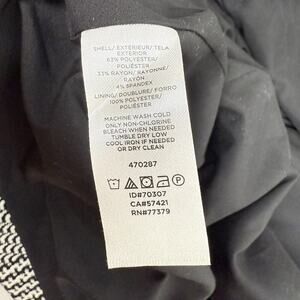 SHELL/EXTÉRIEUR/TELA
EXTERIOR
63% POLYESTER/
POLIÉSTER
33% RAYON/RAYONNE/
RAYÓN
4% SPANDEX
LINING/DOUBLURE/FORRO
100% POLYESTER/
POLIÉSTER
MACHINE WASH COLD
ONLY NON-CHLORINE
BLEACH WHEN NEEDED
TUMBLE DRY LOW
COOL IRON IF NEEDED
OR DRY CLEAN
470287
ID#70307
CA#57421
RN#77379